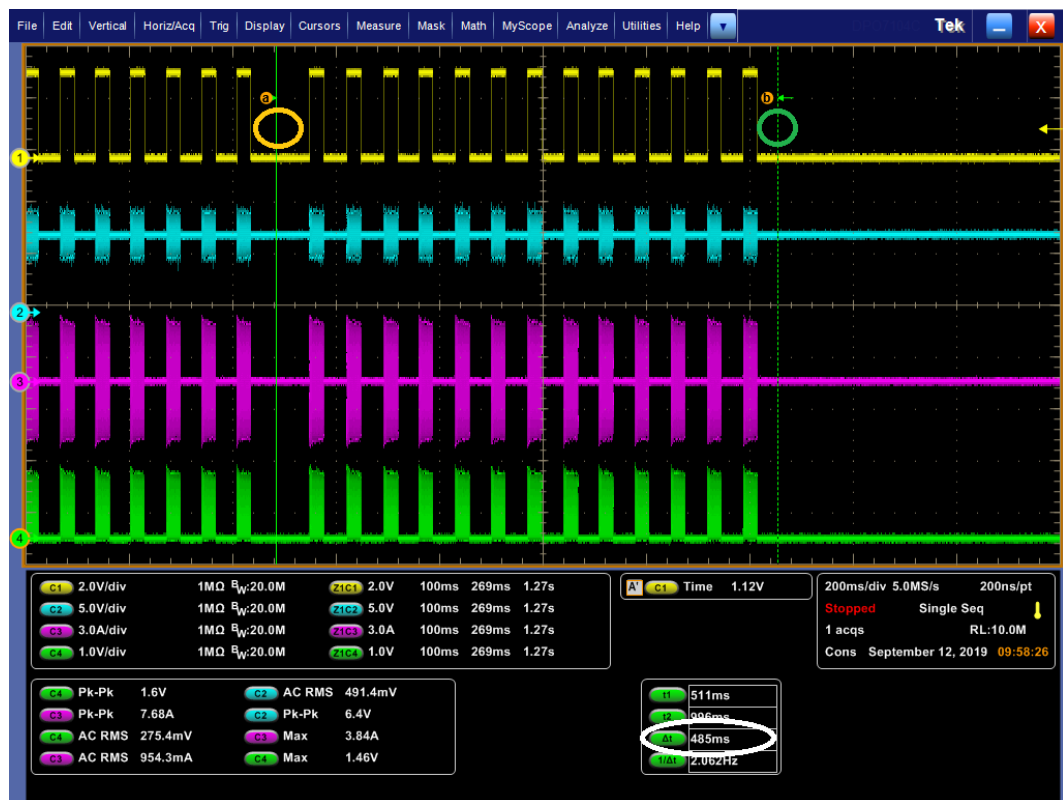 File Edit Vertical Horiz/Acq Trig Display Cursors Measure Mask Math MyScope Analyze Utilities Help Tek X
a b
1
2
3
4
C1 2.0V/div 1MΩ BW:20.0M Z1C1 2.0V 100ms 269ms 1.27s
C2 5.0V/div 1MΩ BW:20.0M Z1C2 5.0V 100ms 269ms 1.27s
C3 3.0A/div 1MΩ BW:20.0M Z1C3 3.0A 100ms 269ms 1.27s
C4 1.0V/div 1MΩ BW:20.0M Z1C4 1.0V 100ms 269ms 1.27s
A' C1 Time 1.12V
200ms/div 5.0MS/s 200ns/pt
Stopped Single Seq
1 acqs RL:10.0M
Cons September 12, 2019 09:58:26
C4 Pk-Pk 1.6V C2 AC RMS 491.4mV
C3 Pk-Pk 7.68A C2 Pk-Pk 6.4V
C4 AC RMS 275.4mV C3 Max 3.84A
C3 AC RMS 954.3mA C4 Max 1.46V
t1 511ms
t2 996ms
Δt 485ms
1/Δt 2.062Hz